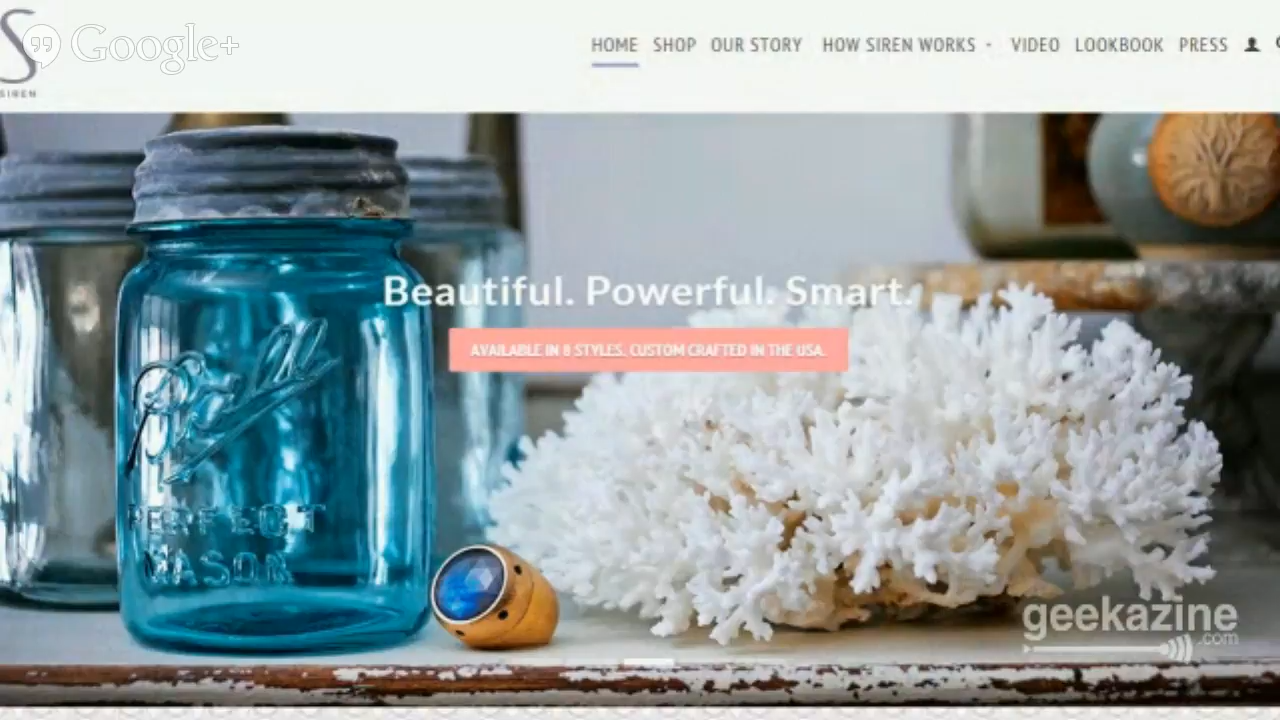 Google+
SIREN
HOME SHOP OUR STORY HOW SIREN WORKS VIDEO LOOKBOOK PRESS
Beautiful. Powerful. Smart.
AVAILABLE IN 8 STYLES. CUSTOM CRAFTED IN THE USA.
Ball
PERFECT
MASON
geekazine
.com